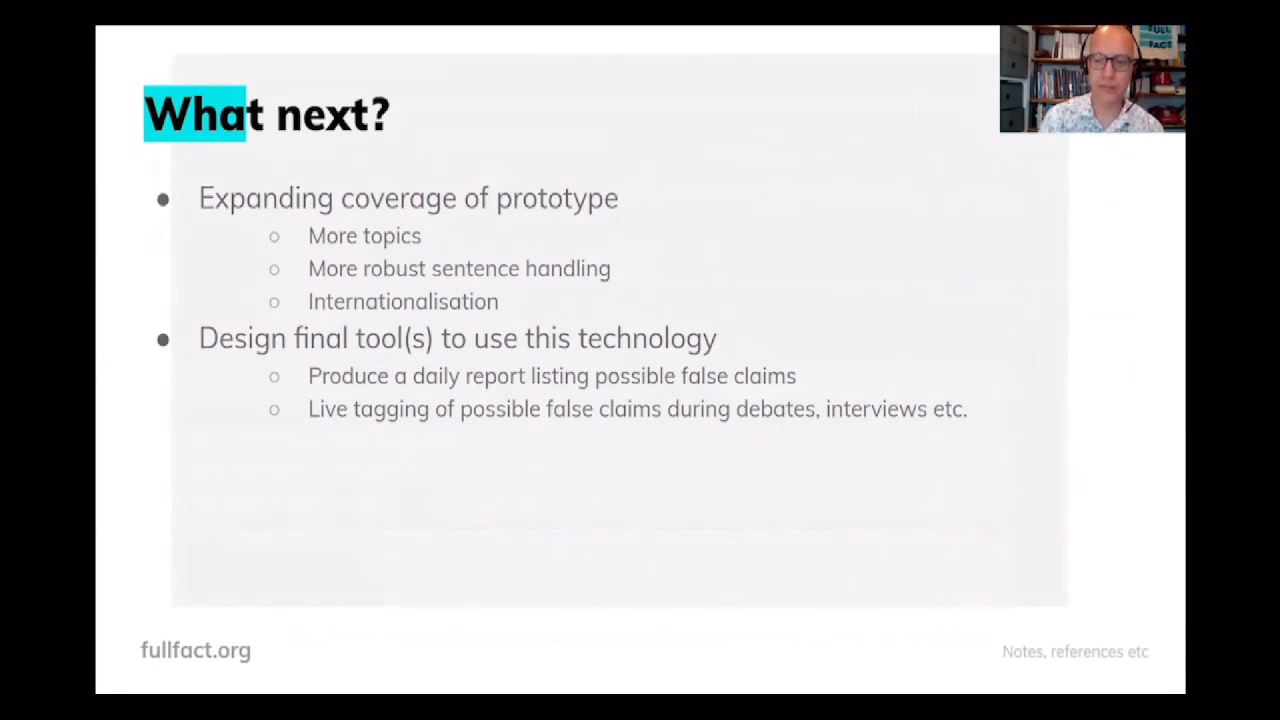 FULL
FACT
What next?
● Expanding coverage of prototype
○ More topics
○ More robust sentence handling
○ Internationalisation
● Design final tool(s) to use this technology
○ Produce a daily report listing possible false claims
○ Live tagging of possible false claims during debates, interviews etc.
fullfact.org
Notes, references etc